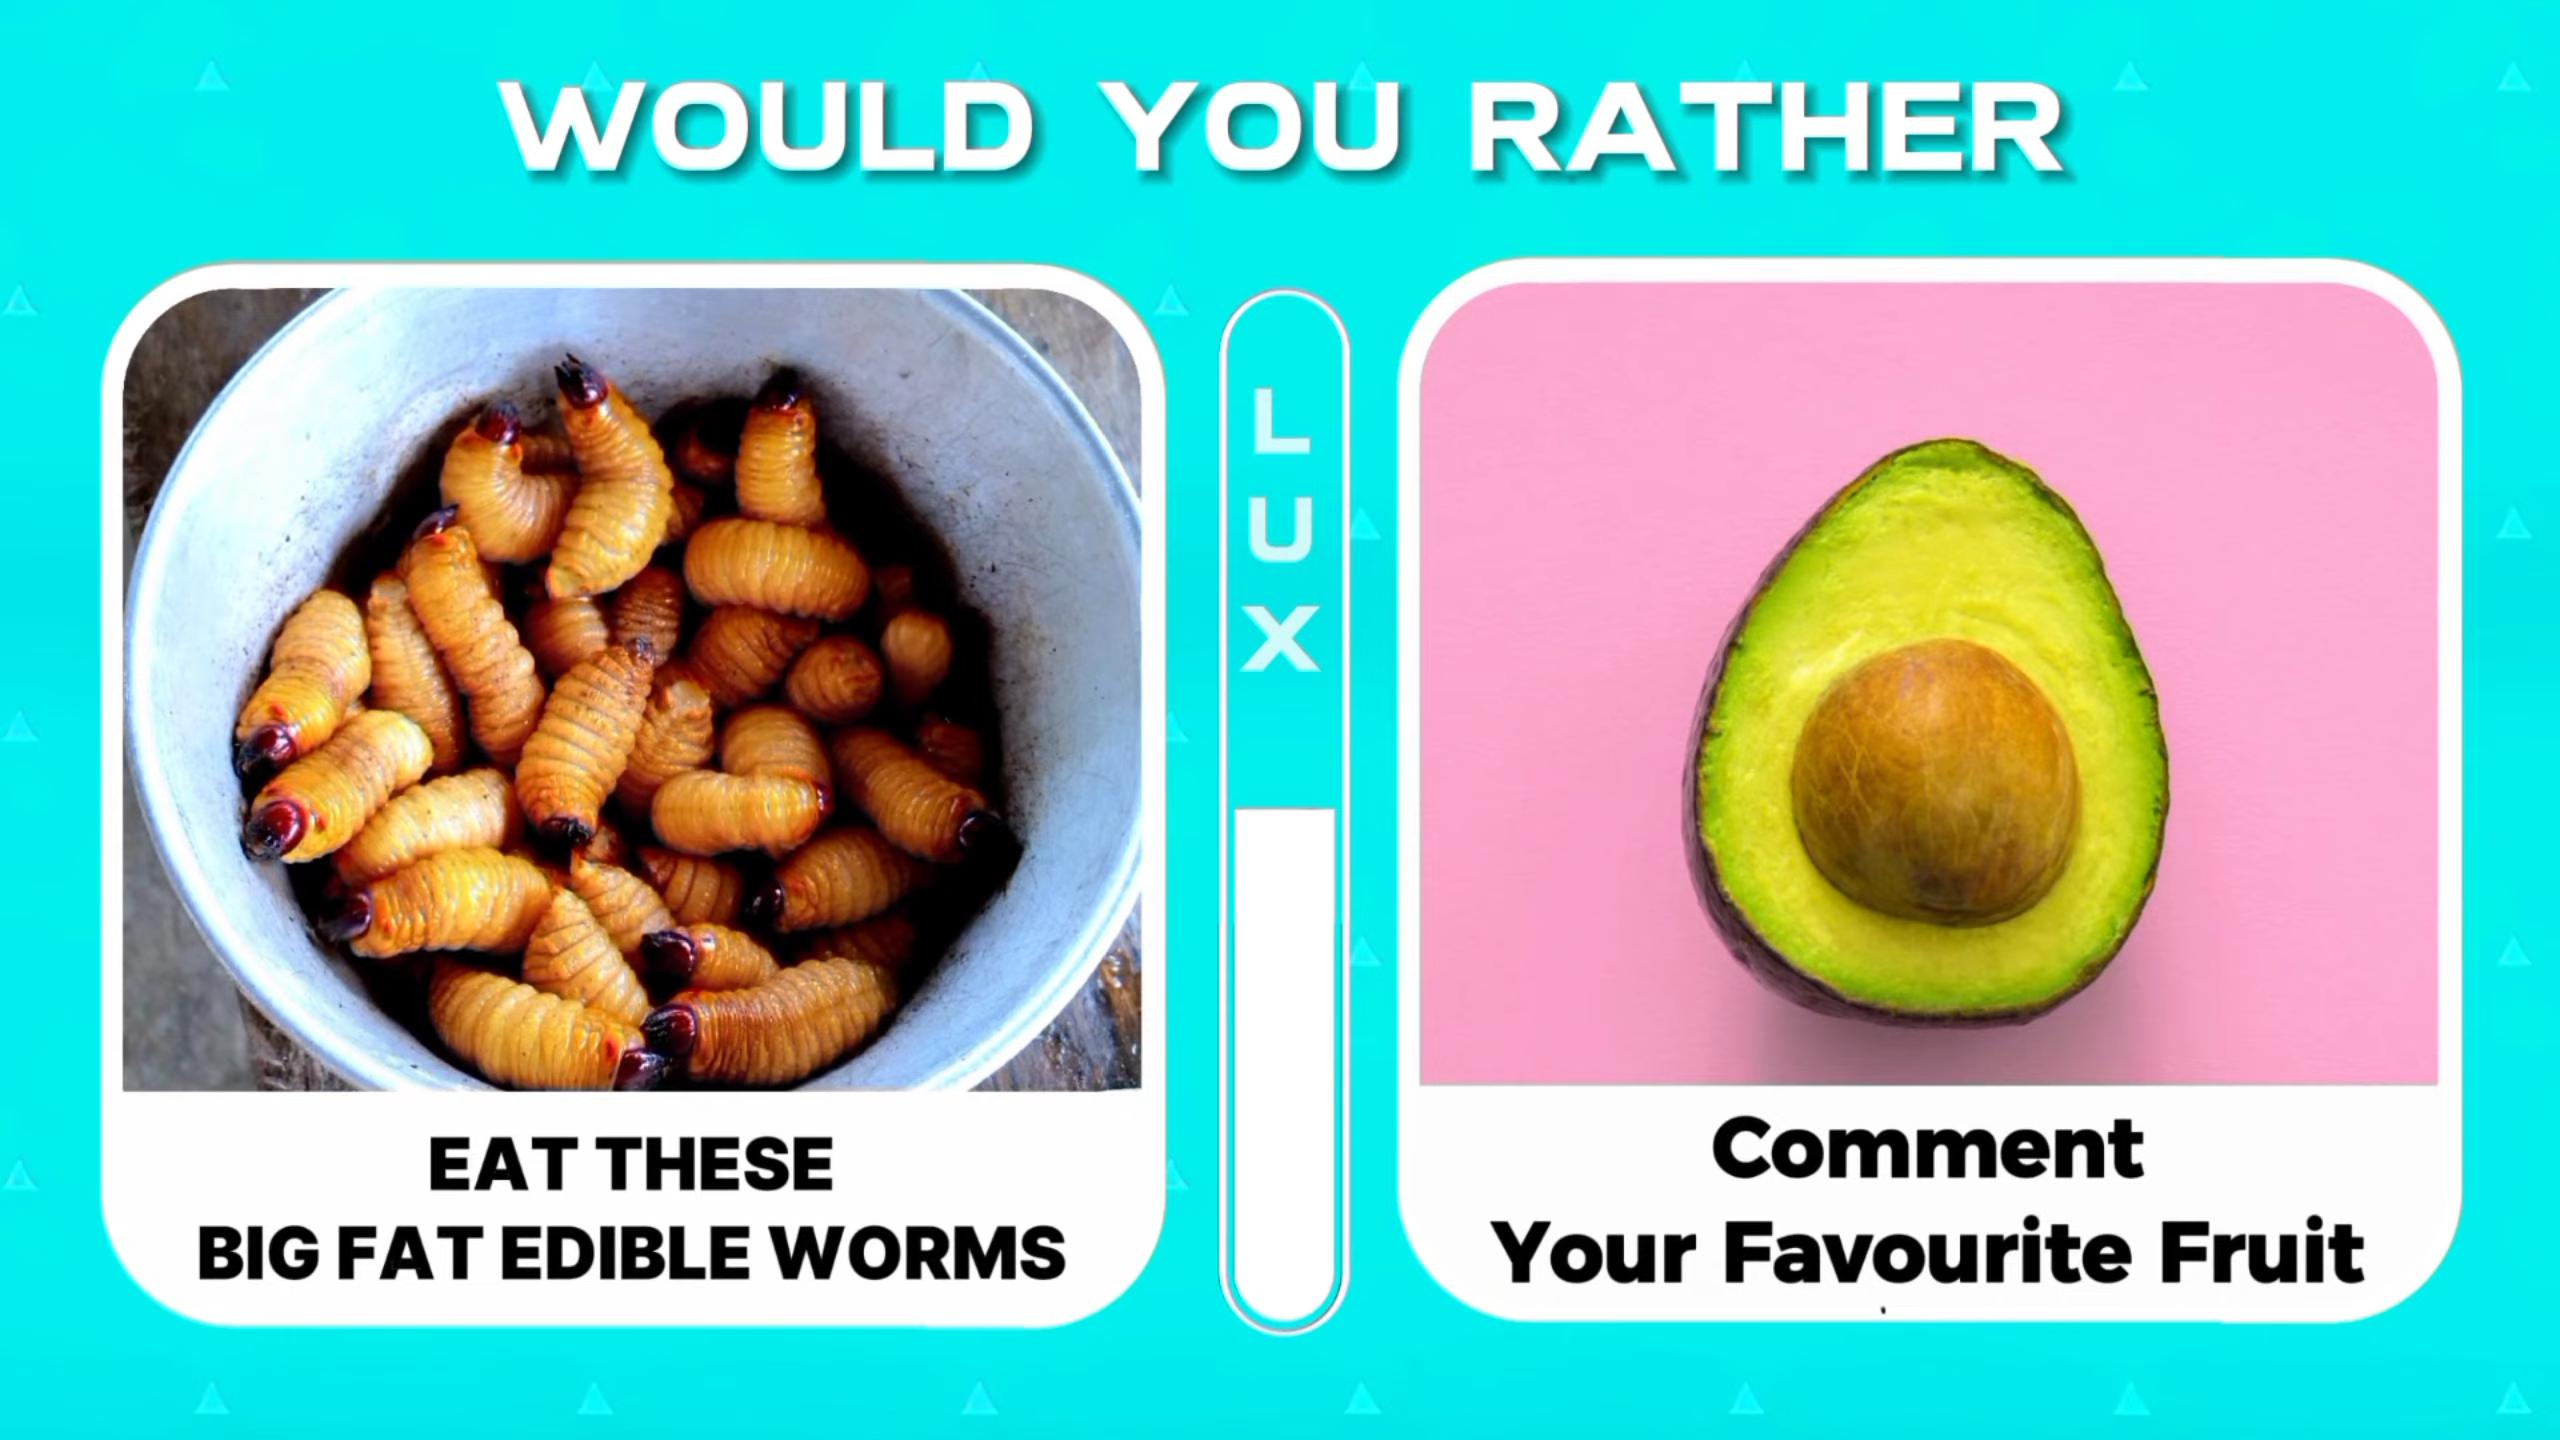 WOULD YOU RATHER
LUX
EAT THESE
BIG FAT EDIBLE WORMS
Comment
Your Favourite Fruit